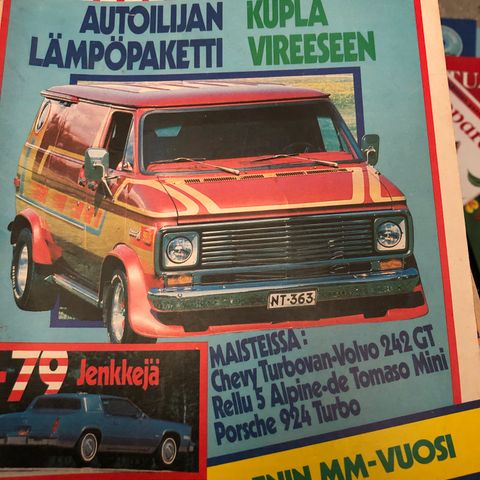 AUTOILIJAN
LÄMPÖPAKETTI
KUPLA
VIREESEEN
NT-363
-79 Jenkkejä
MAISTEISSA:
Chevy Turbovan-Volvo 242 GT
Rellu 5 Alpine-de Tomaso Mini
Porsche 924 Turbo
MM-VUOSI